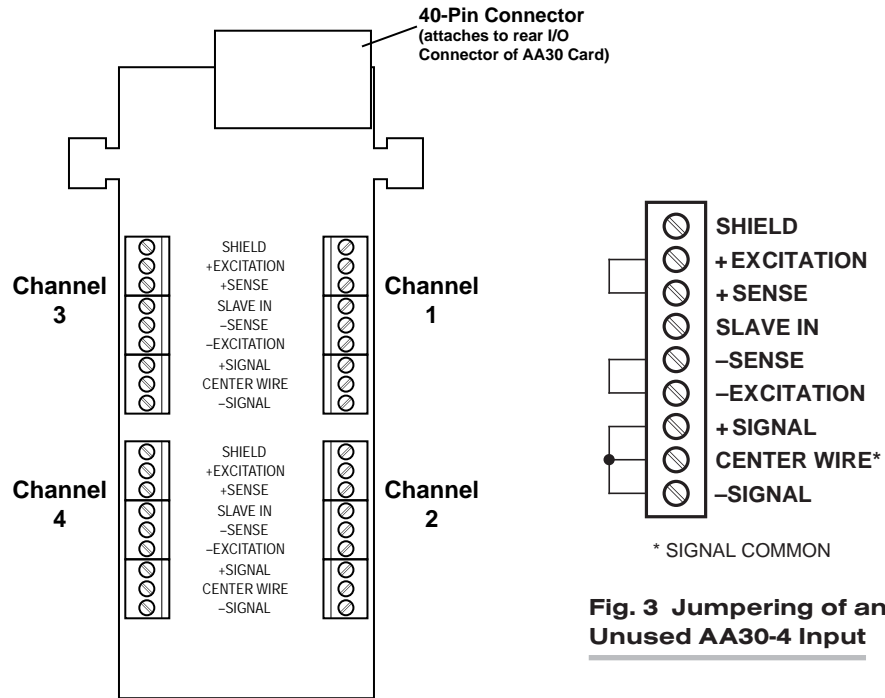 40-Pin Connector
(attaches to rear I/O
Connector of AA30 Card)
Channel
3
SHIELD
+EXCITATION
+SENSE
SLAVE IN
–SENSE
–EXCITATION
+SIGNAL
CENTER WIRE
–SIGNAL
Channel
1
Channel
4
SHIELD
+EXCITATION
+SENSE
SLAVE IN
–SENSE
–EXCITATION
+SIGNAL
CENTER WIRE
–SIGNAL
Channel
2
SHIELD
+EXCITATION
+SENSE
SLAVE IN
–SENSE
–EXCITATION
+SIGNAL
CENTER WIRE*
–SIGNAL
* SIGNAL COMMON
Fig. 3 Jumpering of an
Unused AA30-4 Input